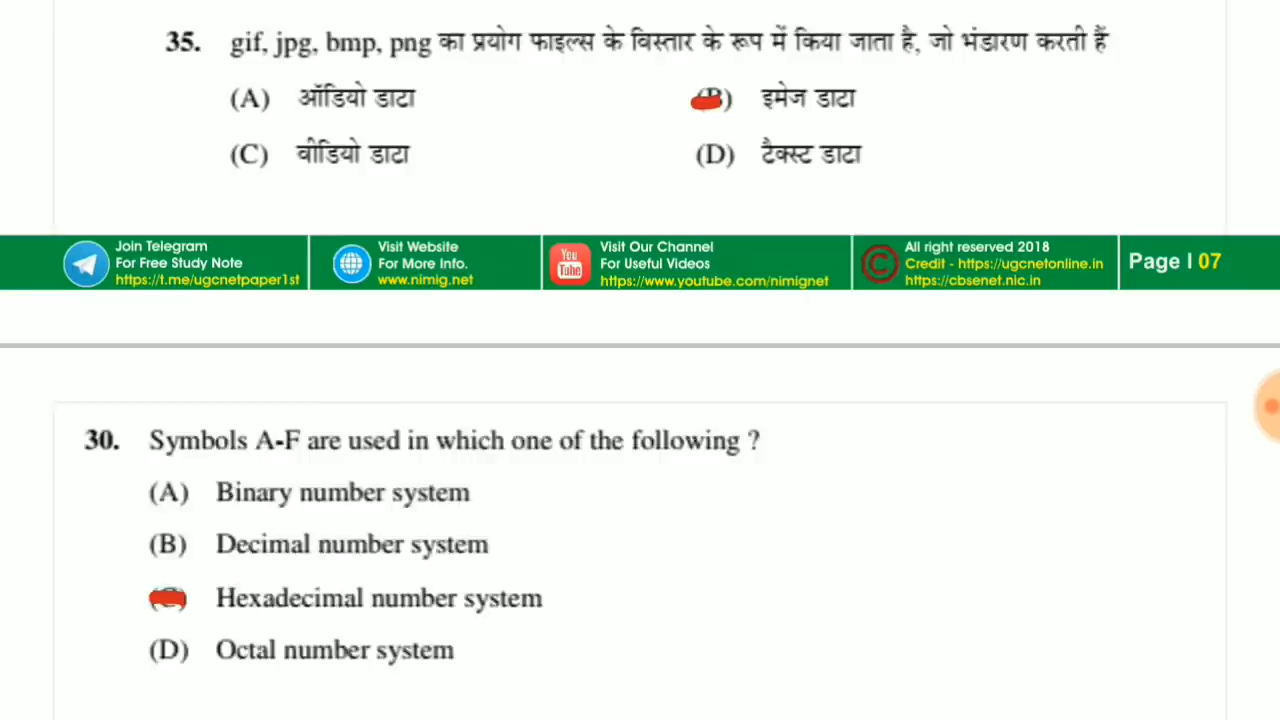 35. gif, jpg, bmp, png का प्रयोग फाइल्स के विस्तार के रूप में किया जाता है, जो भंडारण करती हैं
(A) ऑडियो डाटा
(B) इमेज डाटा
(C) वीडियो डाटा
(D) टैक्स्ट डाटा
Join Telegram
For Free Study Note
https://t.me/ugcnetpaper1st
Visit Website
For More Info.
www.nimig.net
You
Tube
Visit Our Channel
For Useful Videos
https://www.youtube.com/nimignet
C
All right reserved 2018
Credit - https://ugcnetonline.in
https://cbsenet.nic.in
Page | 07
30. Symbols A-F are used in which one of the following ?
(A) Binary number system
(B) Decimal number system
Hexadecimal number system
(D) Octal number system